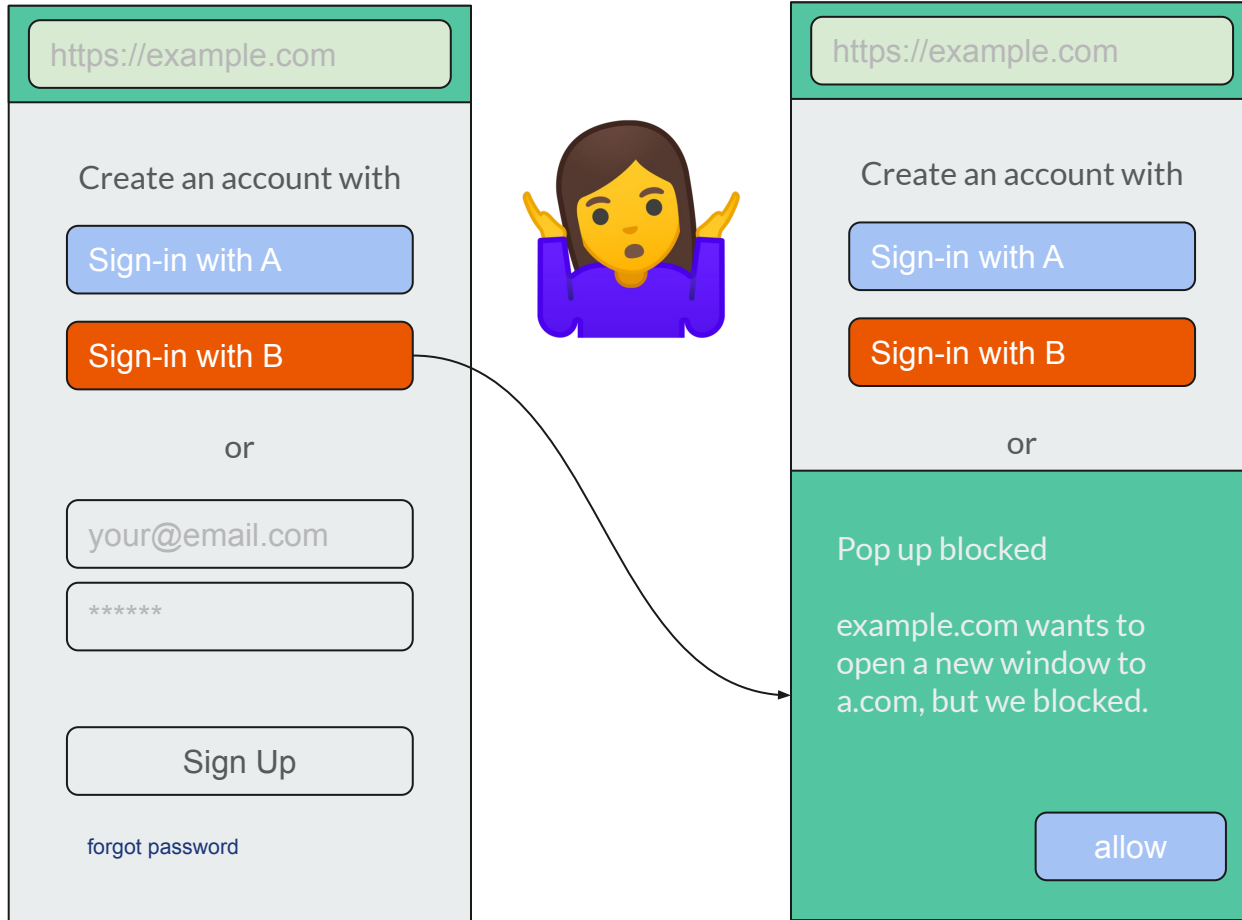 https://example.com
Create an account with
Sign-in with A
Sign-in with B
or
your@email.com
******
Sign Up
forgot password
https://example.com
Create an account with
Sign-in with A
Sign-in with B
or
Pop up blocked
example.com wants to
open a new window to
a.com, but we blocked.
allow